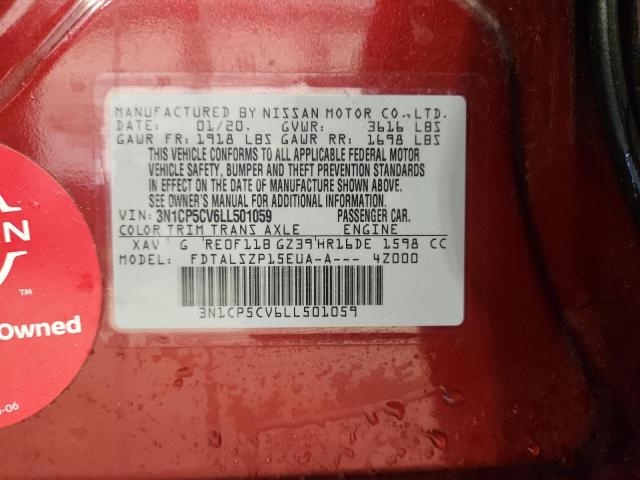 MANUFACTURED BY NISSAN MOTOR CO., LTD.
DATE: 01/20. GVWR: 3616 LBS
GAWR FR: 1918 LBS GAWR RR: 1698 LBS
THIS VEHICLE CONFORMS TO ALL APPLICABLE FEDERAL MOTOR
VEHICLE SAFETY, BUMPER AND THEFT PREVENTION STANDARDS
IN EFFECT ON THE DATE OF MANUFACTURE SHOWN ABOVE.
SEE OWNER'S MANUAL FOR ADDITIONAL INFORMATION.
VIN: 3N1CP5CV6LL501059 PASSENGER CAR.
COLOR TRIM TRANS AXLE ENGINE
XAV G RE0F11B GZ39 HR16DE 1598 CC
MODEL: FDTALSZP15EUA-A--- 4Z000
3N1CP5CV6LL501059
TM
Owned
-06